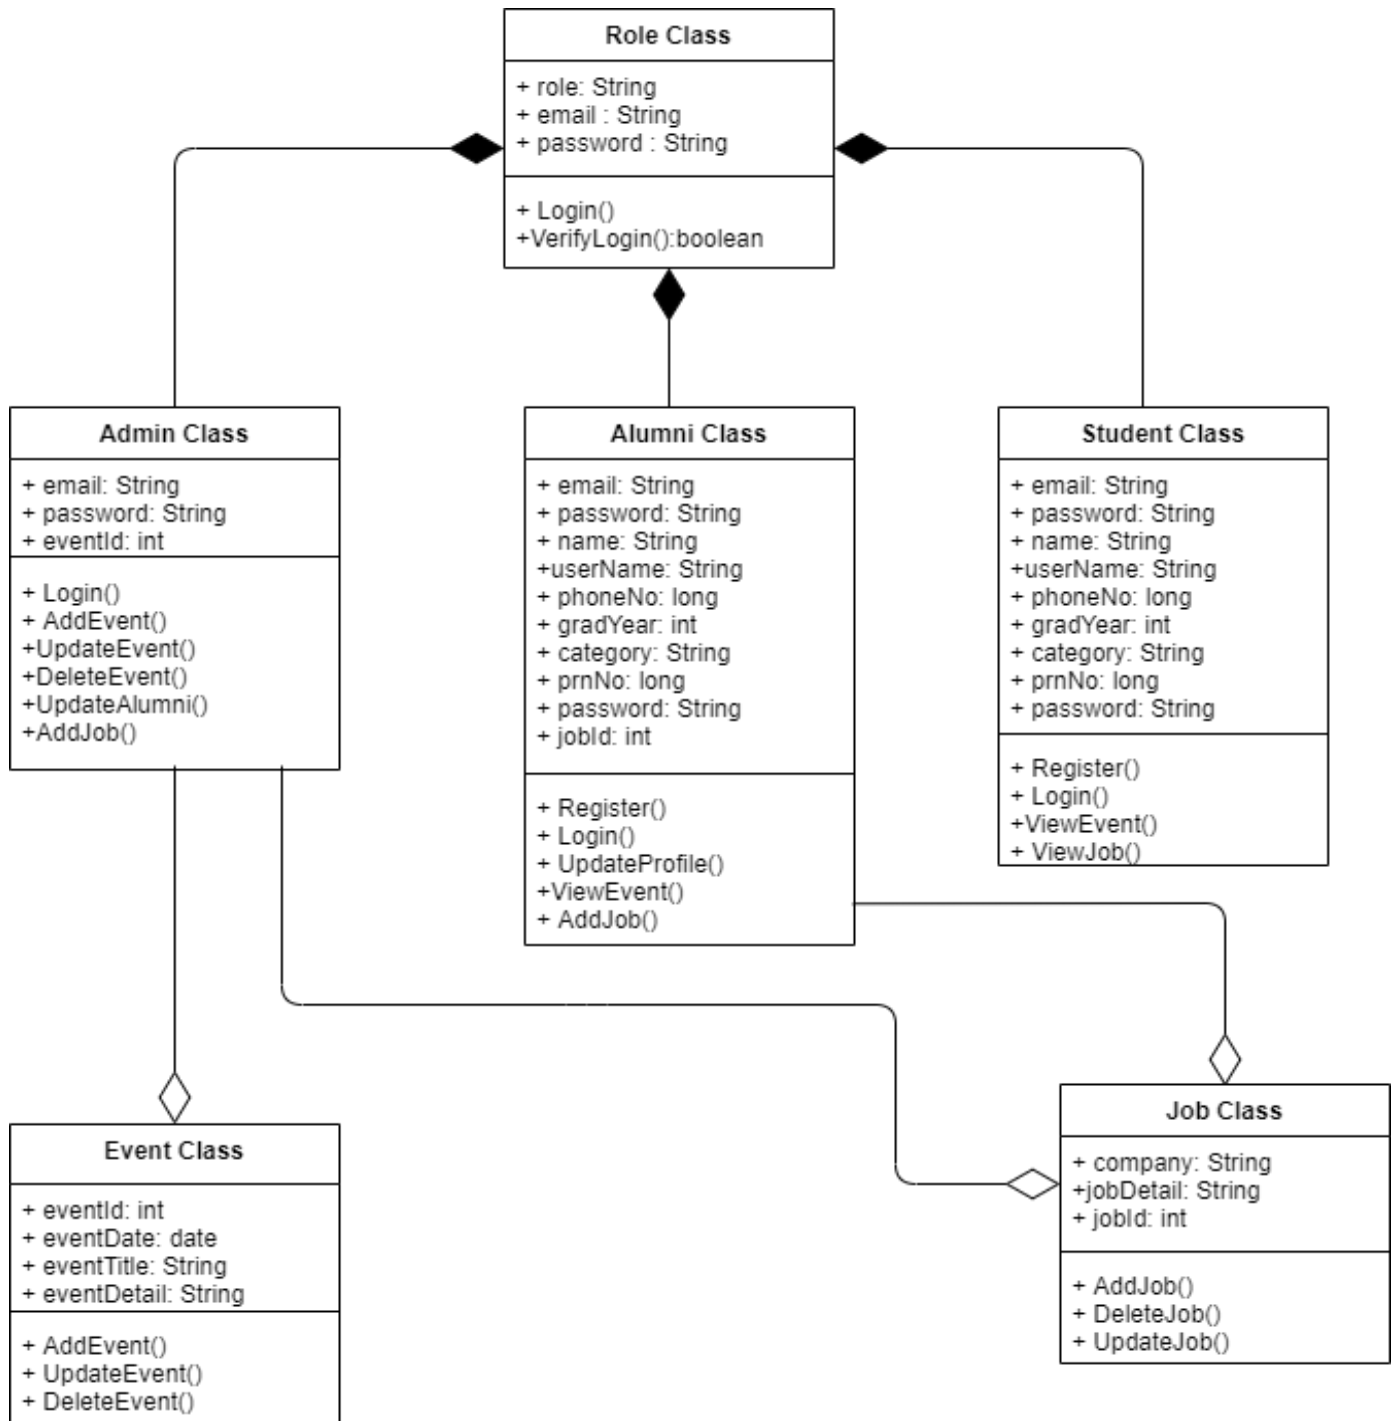 Role Class
+ role: String
+ email : String
+ password : String
+ Login()
+VerifyLogin():boolean
Admin Class
+ email: String
+ password: String
+ eventId: int
+ Login()
+ AddEvent()
+UpdateEvent()
+DeleteEvent()
+UpdateAlumni()
+AddJob()
Alumni Class
+ email: String
+ password: String
+ name: String
+userName: String
+ phoneNo: long
+ gradYear: int
+ category: String
+ prnNo: long
+ password: String
+ jobId: int
+ Register()
+ Login()
+ UpdateProfile()
+ViewEvent()
+ AddJob()
Student Class
+ email: String
+ password: String
+ name: String
+userName: String
+ phoneNo: long
+ gradYear: int
+ category: String
+ prnNo: long
+ password: String
+ Register()
+ Login()
+ViewEvent()
+ ViewJob()
Event Class
+ eventId: int
+ eventDate: date
+ eventTitle: String
+ eventDetail: String
+ AddEvent()
+ UpdateEvent()
+ DeleteEvent()
Job Class
+ company: String
+jobDetail: String
+ jobId: int
+ AddJob()
+ DeleteJob()
+ UpdateJob()